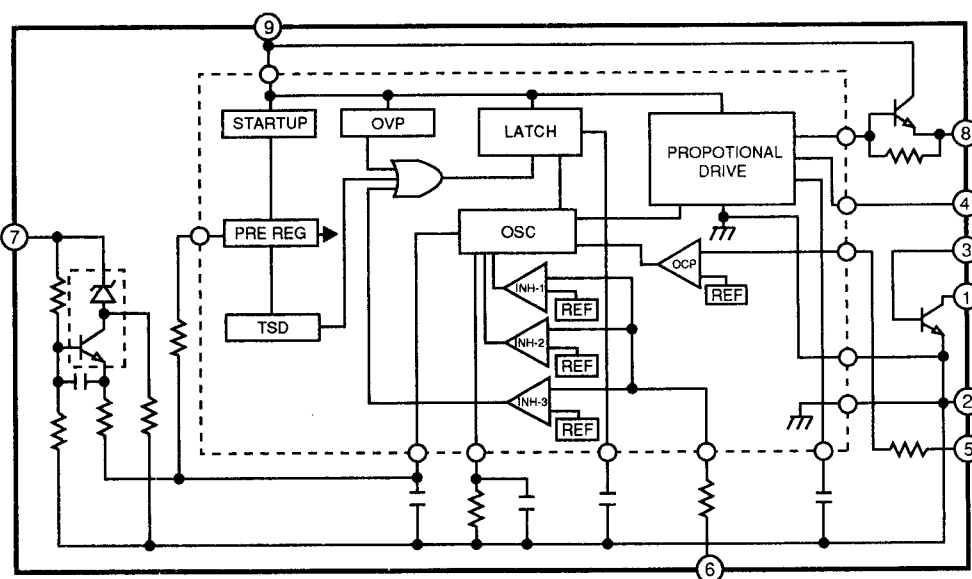 9
STARTUP
OVP
LATCH
PROPOTIONAL
DRIVE
8
4
7
PRE REG
OSC
3
OCP
REF
INH-1
REF
1
TSD
NH-2
REF
INH-3
REF
2
5
6